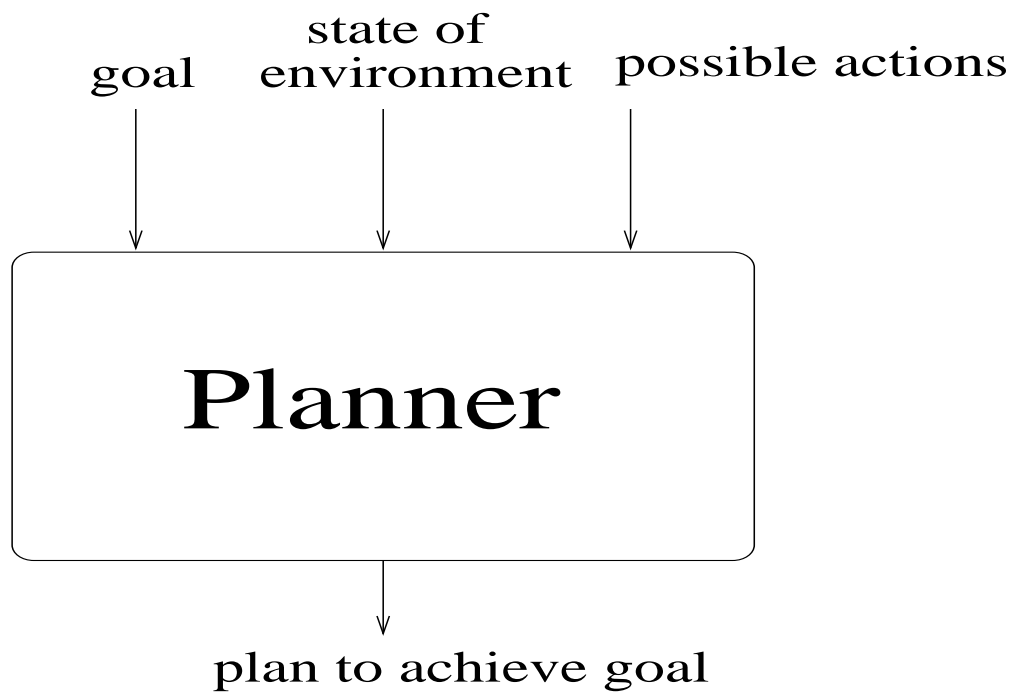 goal
state of
environment
possible actions
Planner
plan to achieve goal